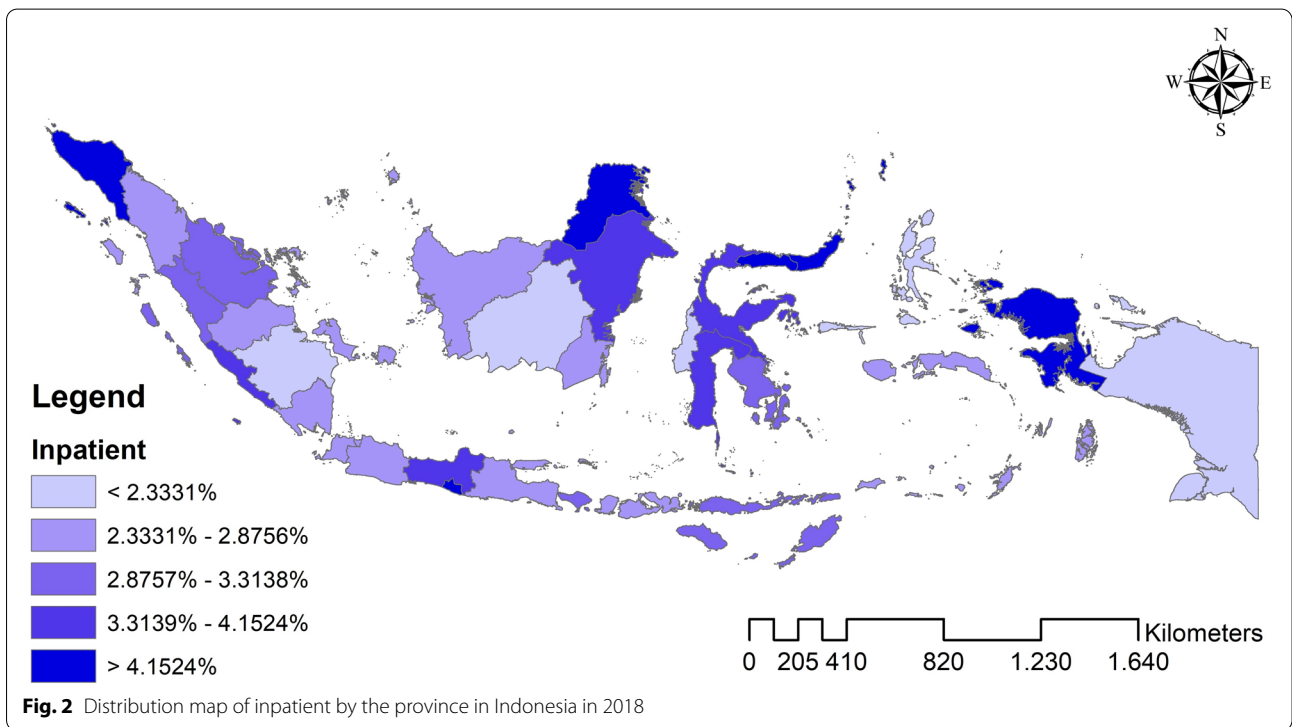 N
W E
S
Legend
Inpatient
< 2.3331%
2.3331% - 2.8756%
2.8757% - 3.3138%
3.3139% - 4.1524%
> 4.1524%
Kilometers
0 205 410 820 1.230 1.640
Fig. 2 Distribution map of inpatient by the province in Indonesia in 2018